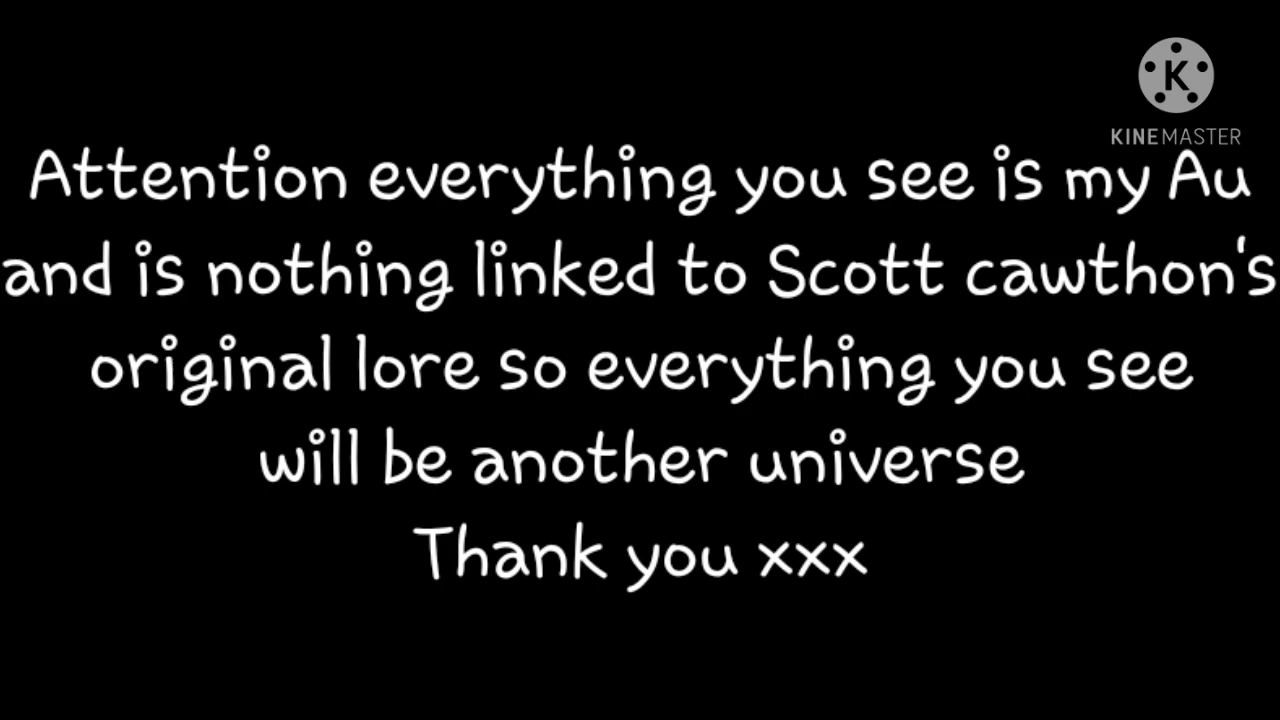 K
KINEMASTER
Attention everything you see is my Au
and is nothing linked to Scott cawthon's
original lore so everything you see
will be another universe
Thank you xxx